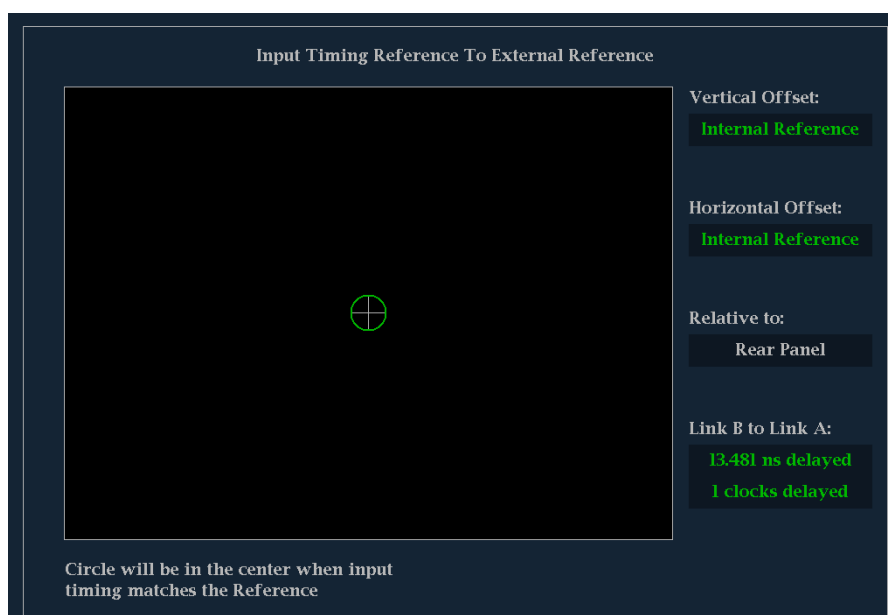 Input Timing Reference To External Reference
Vertical Offset:
Internal Reference
Horizontal Offset:
Internal Reference
Relative to:
Rear Panel
Link B to Link A:
13.481 ns delayed
1 clocks delayed
Circle will be in the center when input
timing matches the Reference